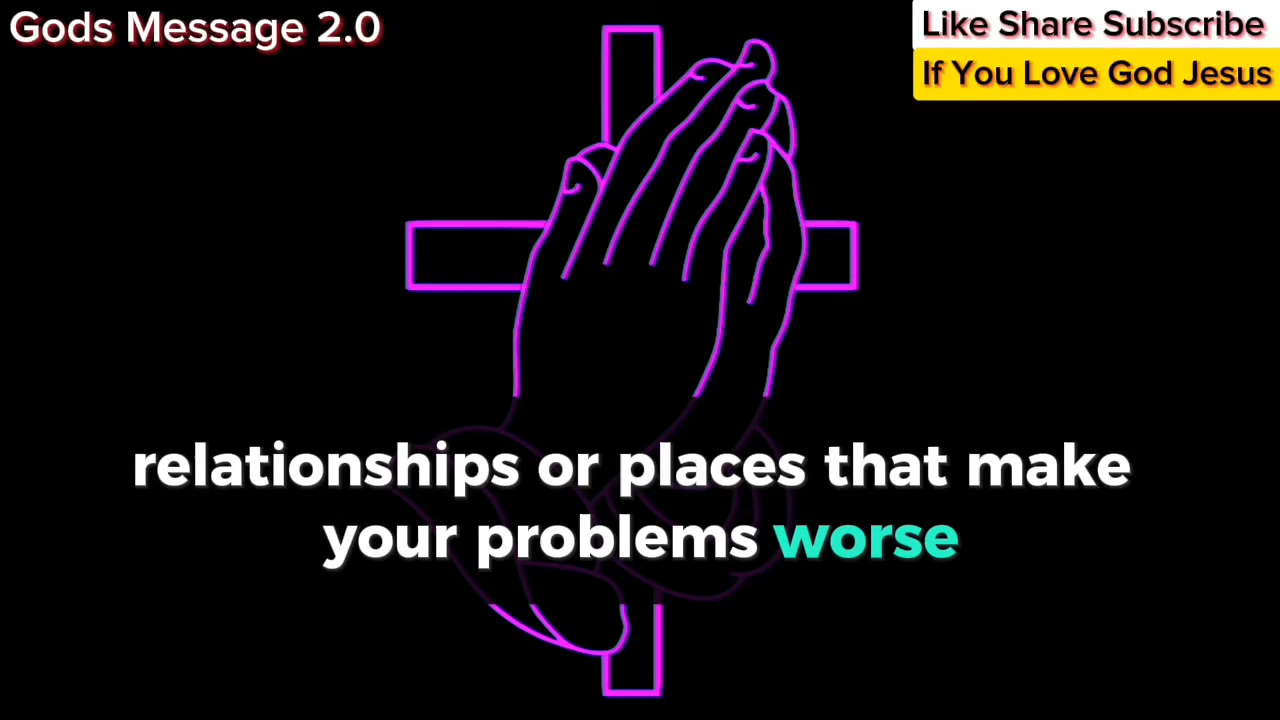 Gods Message 2.0
Like Share Subscribe
If You Love God Jesus
relationships or places that make
your problems worse